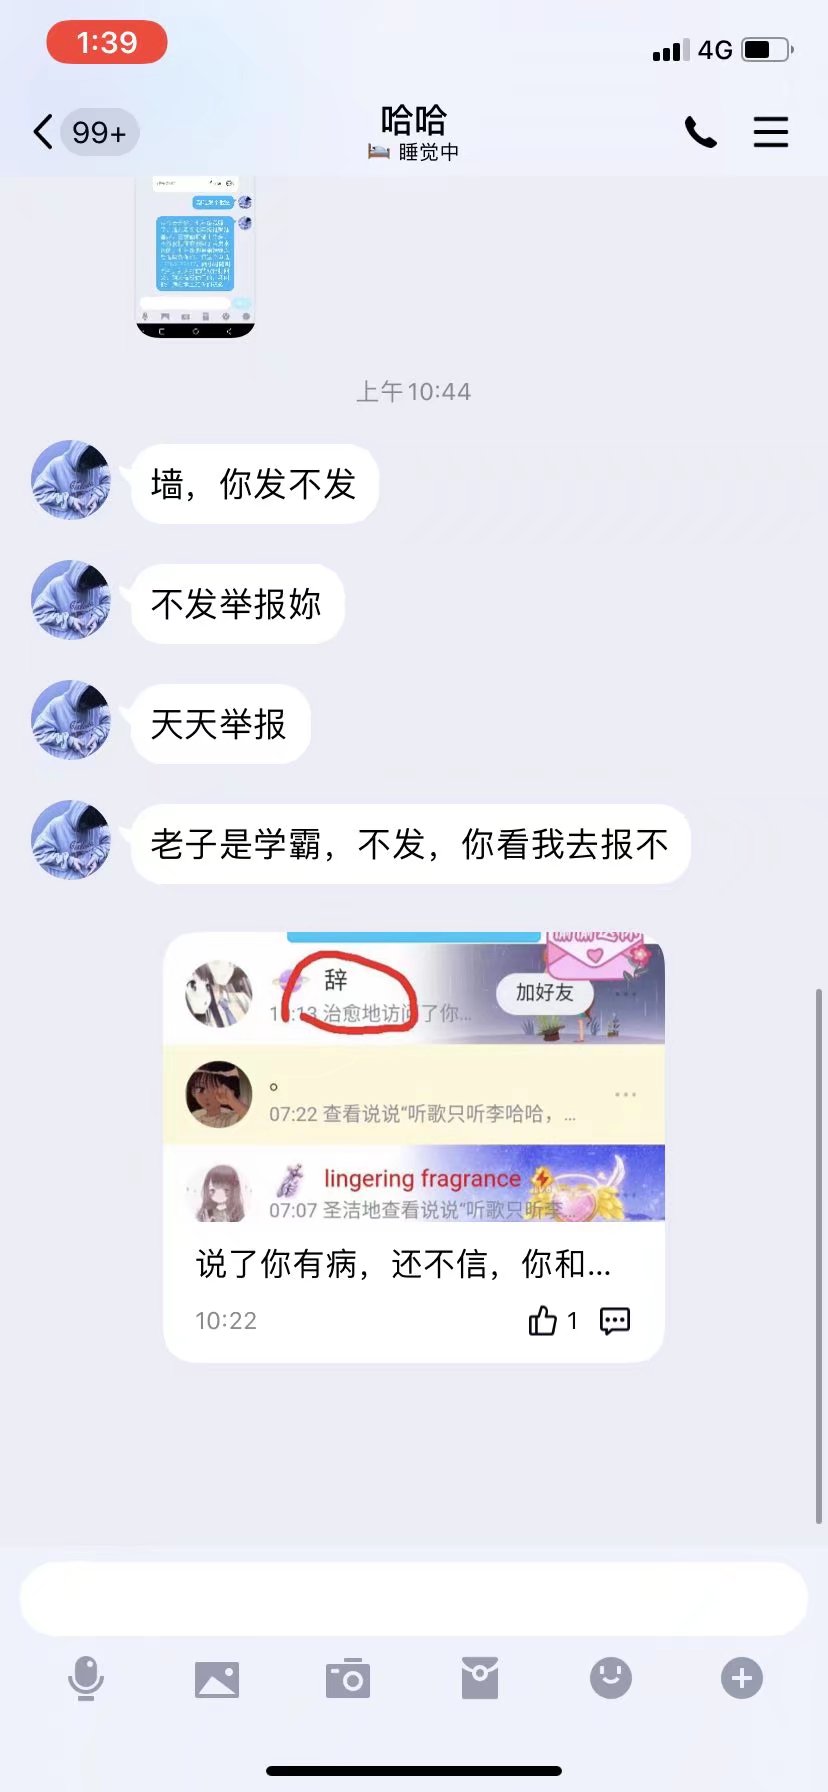 1:39
4G
99+
哈哈
睡觉中
上午10:44
墙，你发不发
不发举报妳
天天举报
老子是学霸，不发，你看我去报不
辞
加好友
10:13 治愈地访问了你...
。
07:22 查看说说“听歌只听李哈哈，...
lingering fragrance
07:07 圣洁地查看说说“听歌只听李...
说了你有病，还不信，你和...
10:22
1